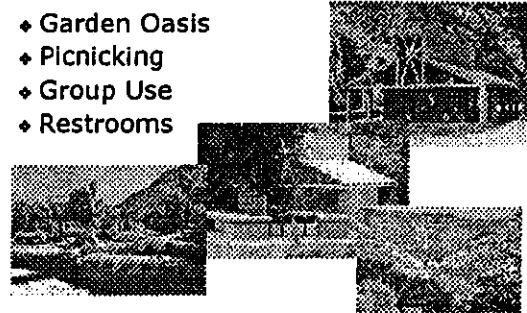 ❖ Garden Oasis
❖ Picnicking
❖ Group Use
❖ Restrooms